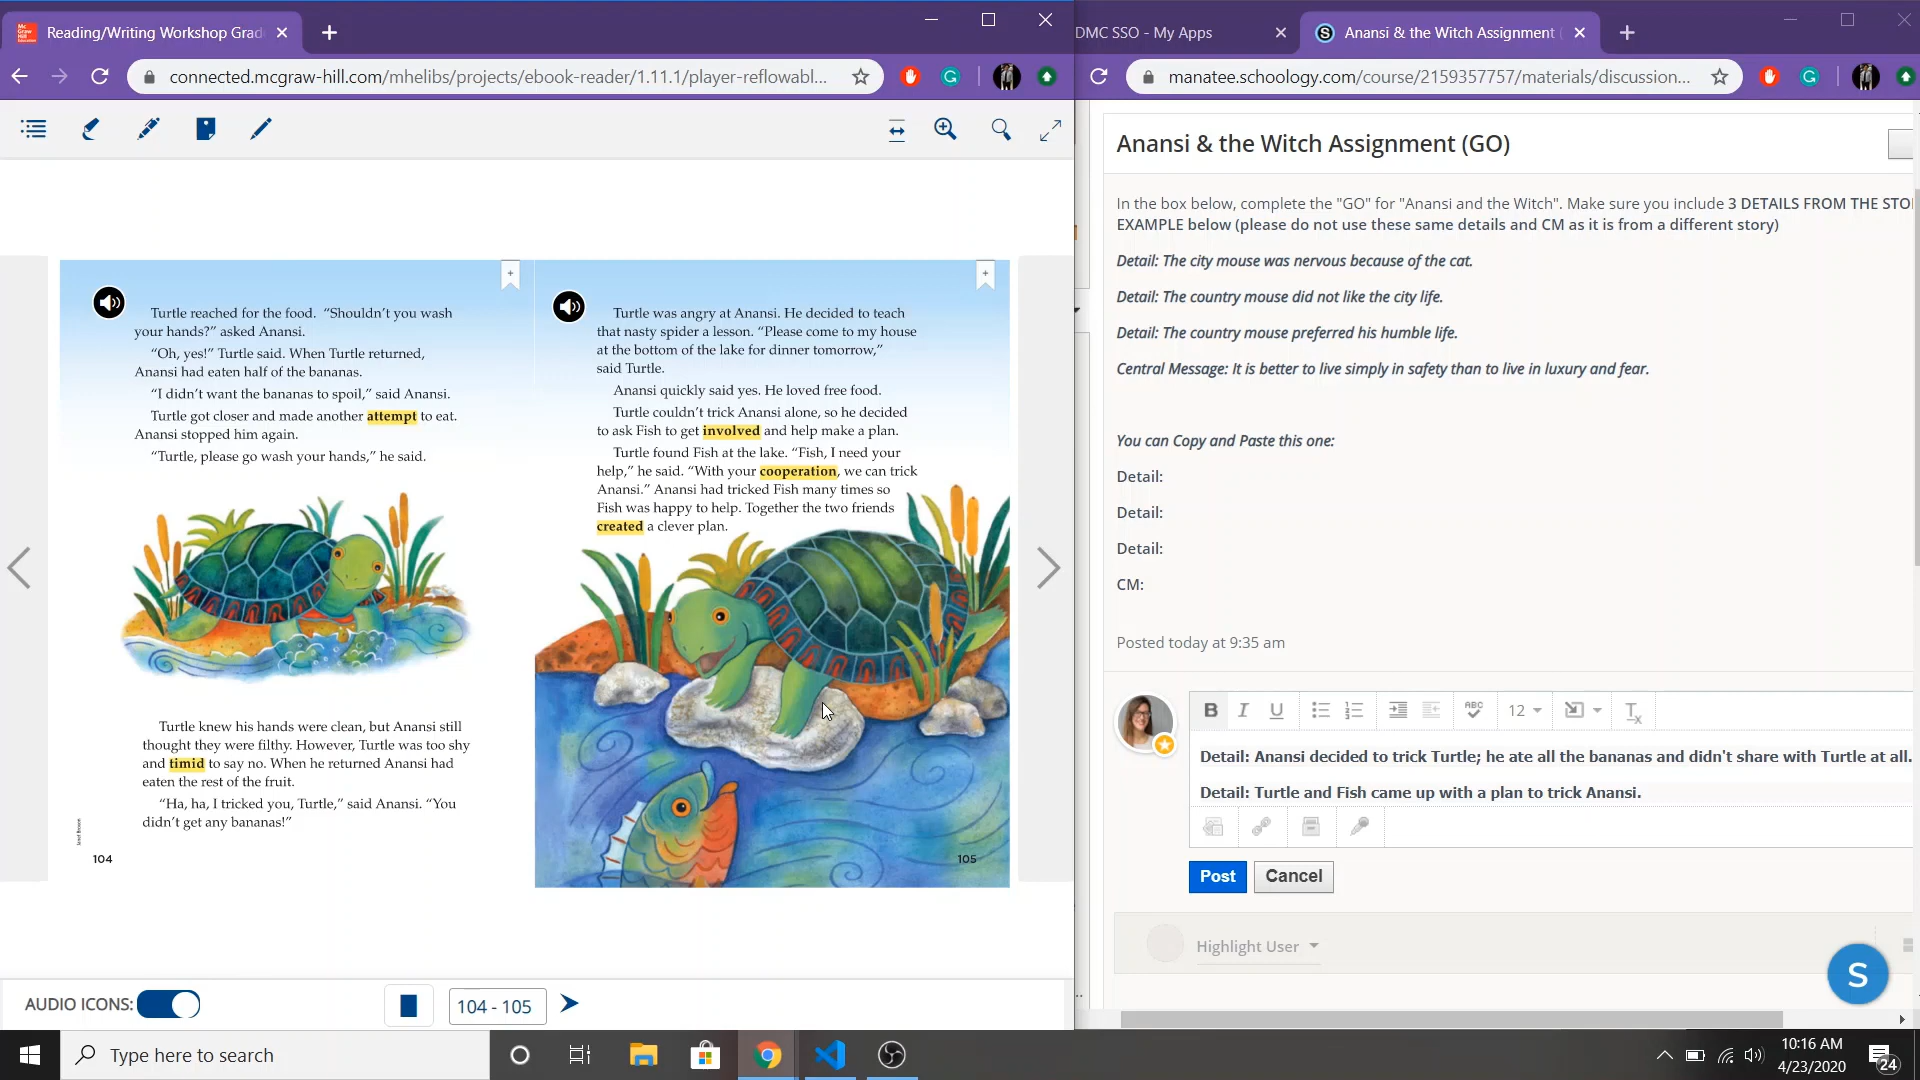 Reading/Writing Workshop Grad
connected.mcgraw-hill.com/mhelibs/projects/ebook-reader/1.11.1/player-reflowabl...
Turtle reached for the food. “Shouldn’t you wash
your hands?” asked Anansi.
“Oh, yes!” Turtle said. When Turtle returned,
Anansi had eaten half of the bananas.
“I didn’t want the bananas to spoil,” said Anansi.
Turtle got closer and made another attempt to eat.
Anansi stopped him again.
“Turtle, please go wash your hands,” he said.
Turtle knew his hands were clean, but Anansi still
thought they were filthy. However, Turtle was too shy
and timid to say no. When he returned Anansi had
eaten the rest of the fruit.
“Ha, ha, I tricked you, Turtle,” said Anansi. “You
didn’t get any bananas!”
104
Turtle was angry at Anansi. He decided to teach
that nasty spider a lesson. “Please come to my house
at the bottom of the lake for dinner tomorrow,”
said Turtle.
Anansi quickly said yes. He loved free food.
Turtle couldn’t trick Anansi alone, so he decided
to ask Fish to get involved and help make a plan.
Turtle found Fish at the lake. “Fish, I need your
help,” he said. “With your cooperation, we can trick
Anansi.” Anansi had tricked Fish many times so
Fish was happy to help. Together the two friends
created a clever plan.
105
AUDIO ICONS:
104 - 105
DMC SSO - My Apps
Anansi & the Witch Assignment (
manatee.schoology.com/course/2159357757/materials/discussion...
Anansi & the Witch Assignment (GO)
In the box below, complete the "GO" for "Anansi and the Witch". Make sure you include 3 DETAILS FROM THE STO
EXAMPLE below (please do not use these same details and CM as it is from a different story)
Detail: The city mouse was nervous because of the cat.
Detail: The country mouse did not like the city life.
Detail: The country mouse preferred his humble life.
Central Message: It is better to live simply in safety than to live in luxury and fear.
You can Copy and Paste this one:
Detail:
Detail:
Detail:
CM:
Posted today at 9:35 am
B I U ABC 12
Detail: Anansi decided to trick Turtle; he ate all the bananas and didn't share with Turtle at all.
Detail: Turtle and Fish came up with a plan to trick Anansi.
Post Cancel
Highlight User
S
Type here to search
10:16 AM
4/23/2020
24